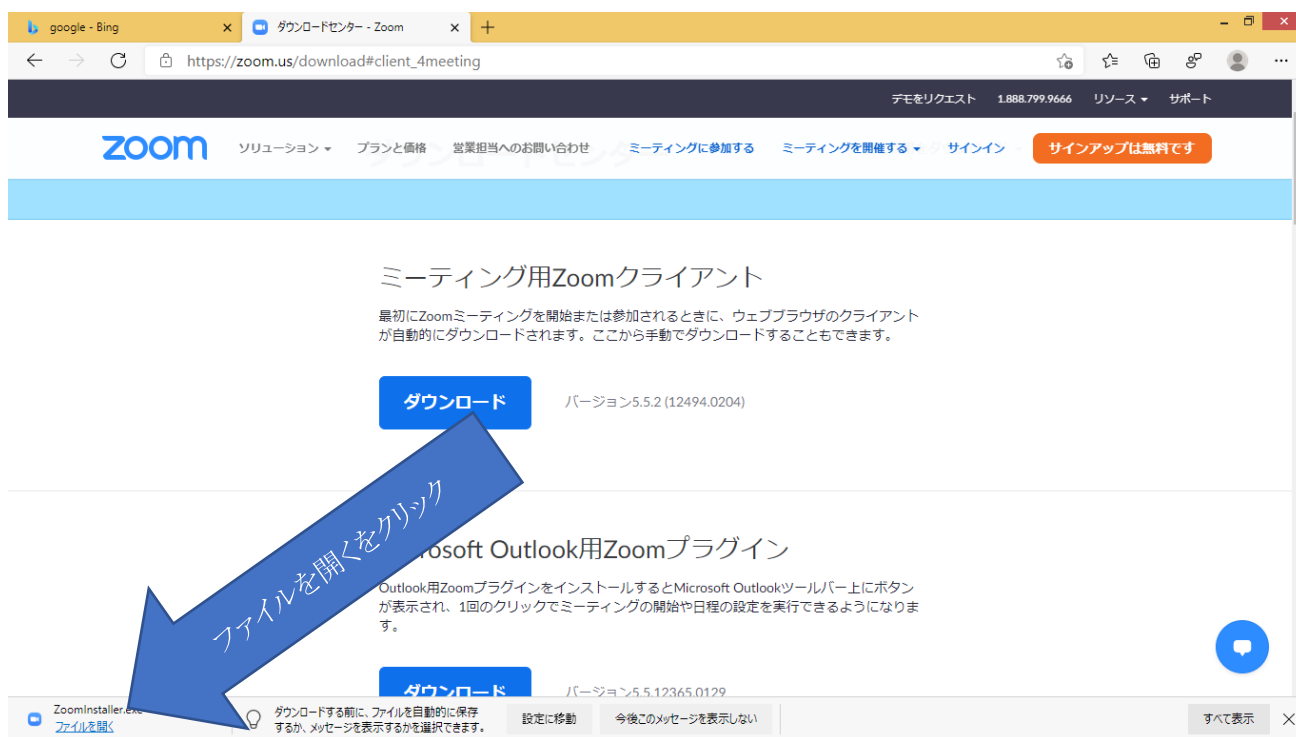 google - Bing
ダウンロードセンター - Zoom
https://zoom.us/download#client_4meeting
デモをリクエスト 1.888.799.9666 リソース サポート
zoom ソリューション プランと価格 営業担当へのお問い合わせ ミーティングに参加する ミーティングを開催する サインイン サインアップは無料です
ミーティング用Zoomクライアント
最初にZoomミーティングを開始または参加されるときに、ウェブブラウザのクライアント
が自動的にダウンロードされます。ここから手動でダウンロードすることもできます。
ダウンロード バージョン5.5.2 (12494.0204)
ファイルを開くをクリック
Outlook用Zoomプラグイン
Outlook用ZoomプラグインをインストールするとMicrosoft Outlookツールバー上にボタン
が表示され、1回のクリックでミーティングの開始や日程の設定を実行できるようになりま
す。
ダウンロード バージョン5.5.12365.0129
ZoomInstaller.exe
ファイルを開く
ダウンロードする前に、ファイルを自動的に保存
するか、メッセージを表示するかを選択できます。
設定に移動 今後このメッセージを表示しない すべて表示